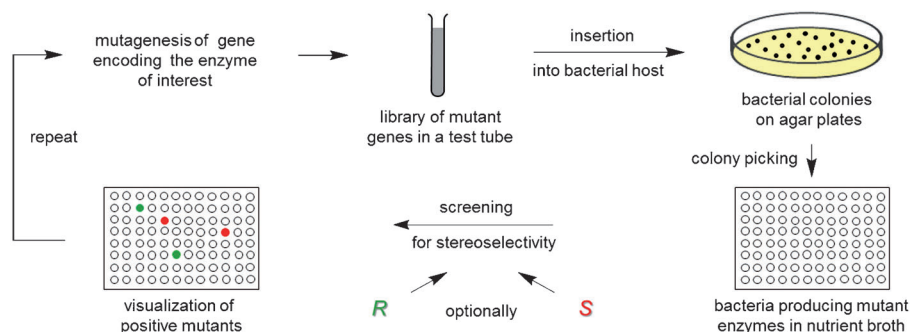 mutagenesis of gene
encoding the enzyme
of interest
library of mutant
genes in a test tube
insertion
into bacterial host
bacterial colonies
on agar plates
colony picking
bacteria producing mutant
enzymes in nutrient broth
screening
for stereoselectivity
R
optionally
S
visualization of
positive mutants
repeat